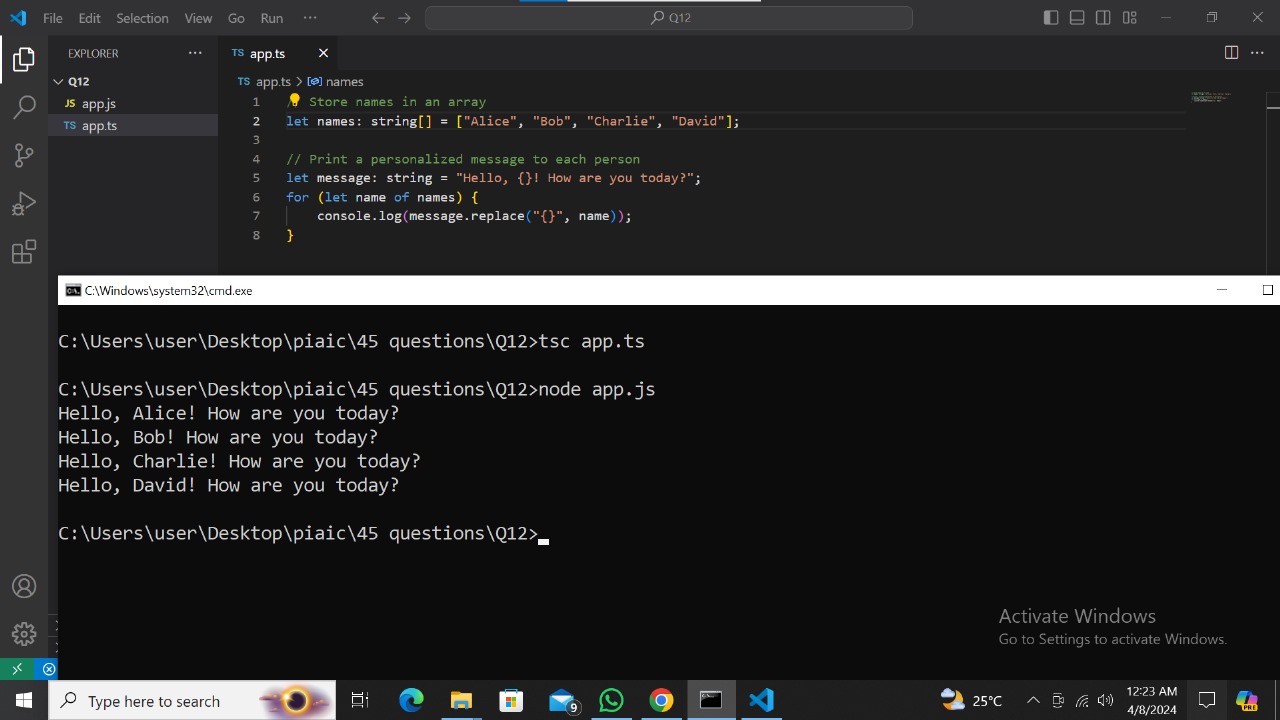 File Edit Selection View Go Run ··· Q12
EXPLORER ···
Q12
JS app.js
TS app.ts
TS app.ts
TS app.ts > names
1 / Store names in an array
2 let names: string[] = ["Alice", "Bob", "Charlie", "David"];
3
4 // Print a personalized message to each person
5 let message: string = "Hello, {}! How are you today?";
6 for (let name of names) {
7 console.log(message.replace("{}", name));
8 }
C:\Windows\system32\cmd.exe
C:\Users\user\Desktop\piaic\45 questions\Q12>tsc app.ts
C:\Users\user\Desktop\piaic\45 questions\Q12>node app.js
Hello, Alice! How are you today?
Hello, Bob! How are you today?
Hello, Charlie! How are you today?
Hello, David! How are you today?
C:\Users\user\Desktop\piaic\45 questions\Q12>
Activate Windows
Go to Settings to activate Windows.
Type here to search
9
25°C
12:23 AM
4/8/2024
PRE